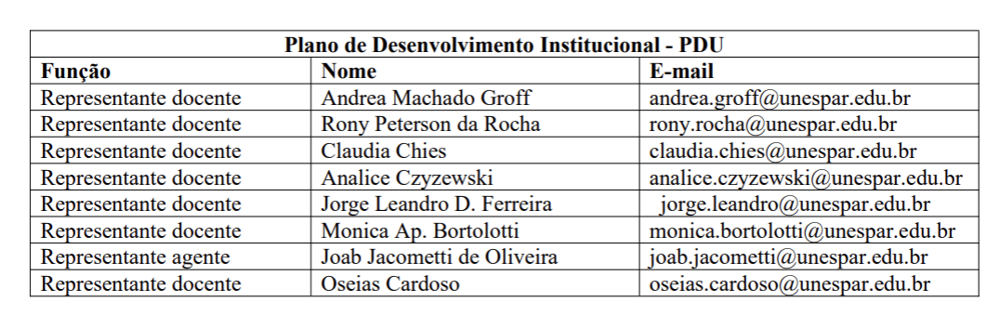 Plano de Desenvolvimento Institucional - PDU
Função Nome E-mail
Representante docente Andrea Machado Groff andrea.groff@unespar.edu.br
Representante docente Rony Peterson da Rocha rony.rocha@unespar.edu.br
Representante docente Claudia Chies claudia.chies@unespar.edu.br
Representante docente Analice Czyzewski analice.czyzewski@unespar.edu.br
Representante docente Jorge Leandro D. Ferreira jorge.leandro@unespar.edu.br
Representante docente Monica Ap. Bortolotti monica.bortolotti@unespar.edu.br
Representante agente Joab Jacometti de Oliveira joab.jacometti@unespar.edu.br
Representante docente Oseias Cardoso oseias.cardoso@unespar.edu.br